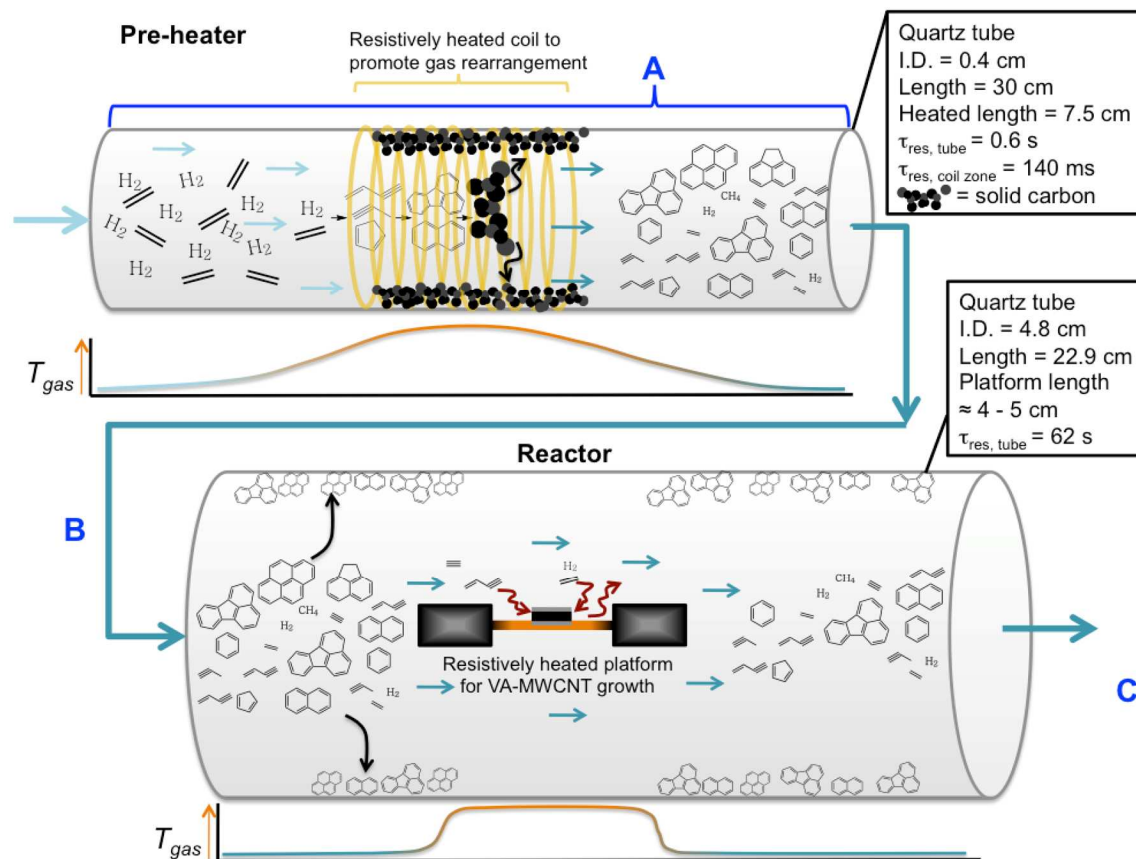 Pre-heater
Resistively heated coil to
promote gas rearrangement
A
Quartz tube
I.D. = 0.4 cm
Length = 30 cm
Heated length = 7.5 cm
τres, tube = 0.6 s
τres, coil zone = 140 ms
= solid carbon
H2
H2
H2
H2
H2
H2
H2
H2
H2
H2
CH4
H2
H2
Tgas
Quartz tube
I.D. = 4.8 cm
Length = 22.9 cm
Platform length
≈ 4 - 5 cm
τres, tube = 62 s
Reactor
B
CH4
H2
H2
H2
CH4
H2
H2
Resistively heated platform
for VA-MWCNT growth
C
Tgas